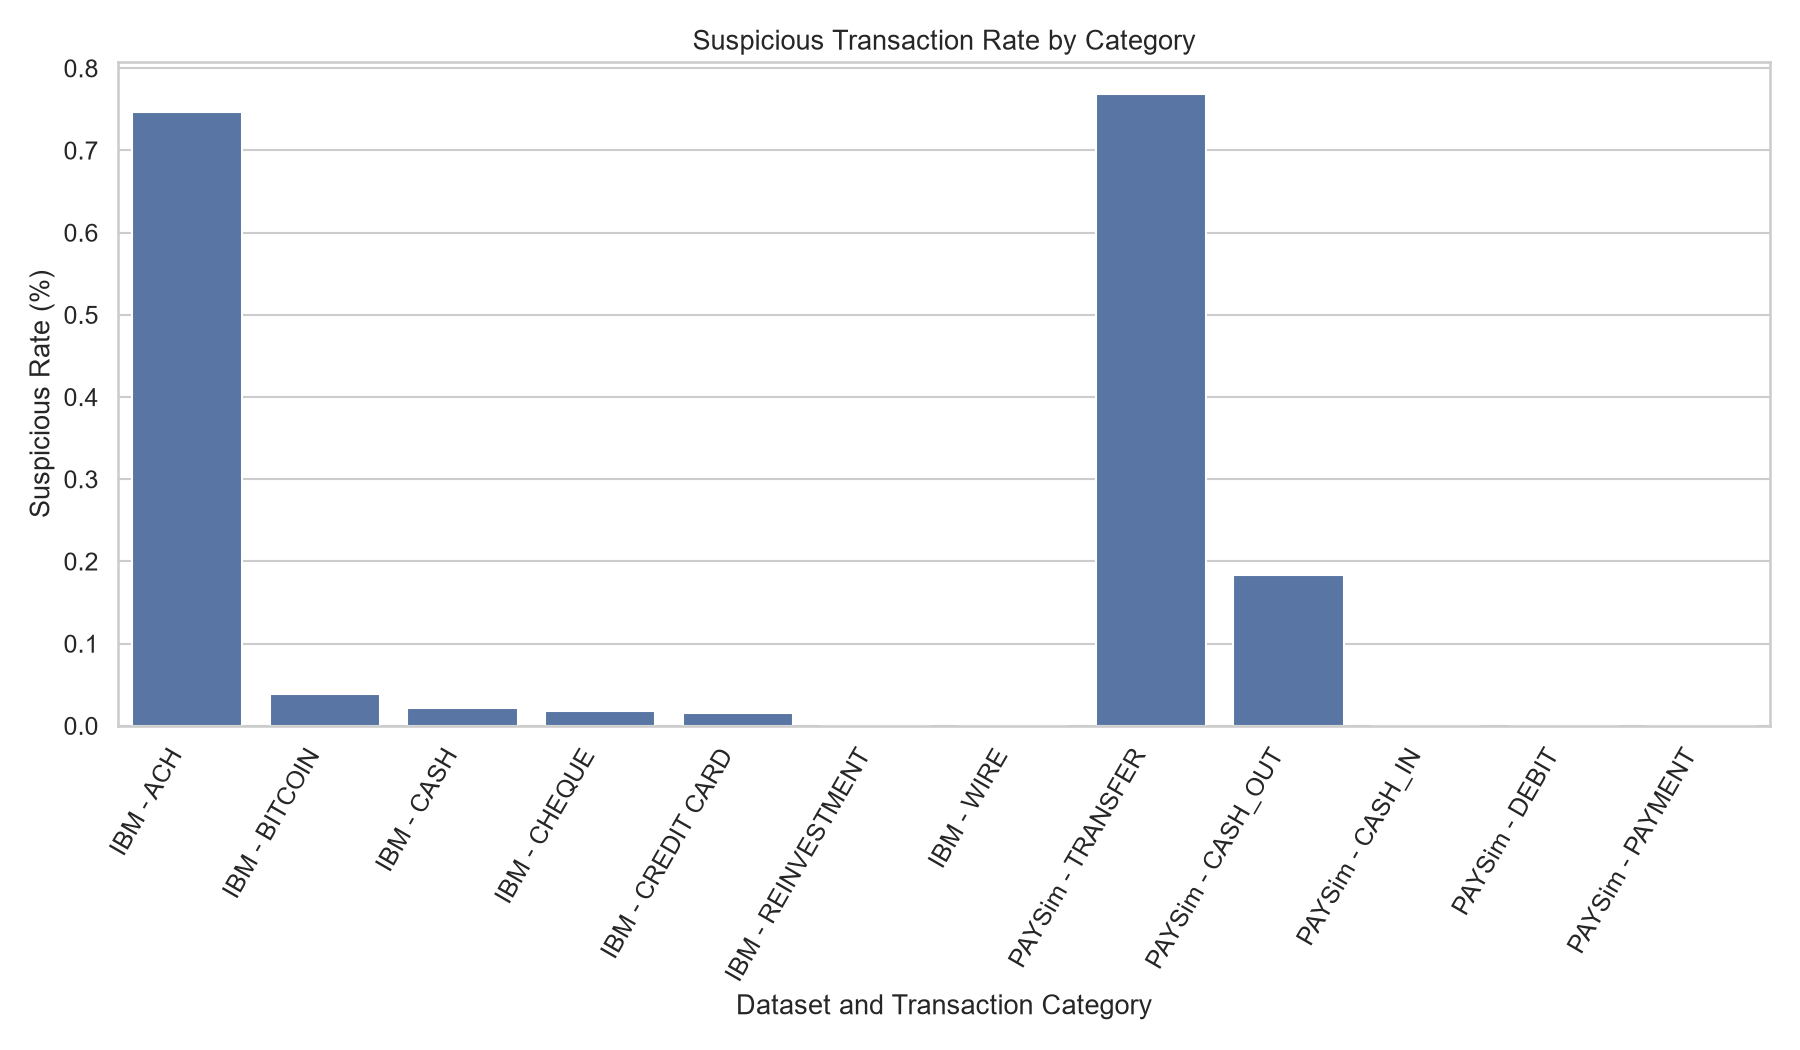 Suspicious Transaction Rate by Category
Suspicious Rate (%)
0.8
0.7
0.6
0.5
0.4
0.3
0.2
0.1
0.0
IBM - ACH
IBM - BITCOIN
IBM - CASH
IBM - CHEQUE
IBM - CREDIT CARD
IBM - REINVESTMENT
IBM - WIRE
PAYSim - TRANSFER
PAYSim - CASH_OUT
PAYSim - CASH_IN
PAYSim - DEBIT
PAYSim - PAYMENT
Dataset and Transaction Category